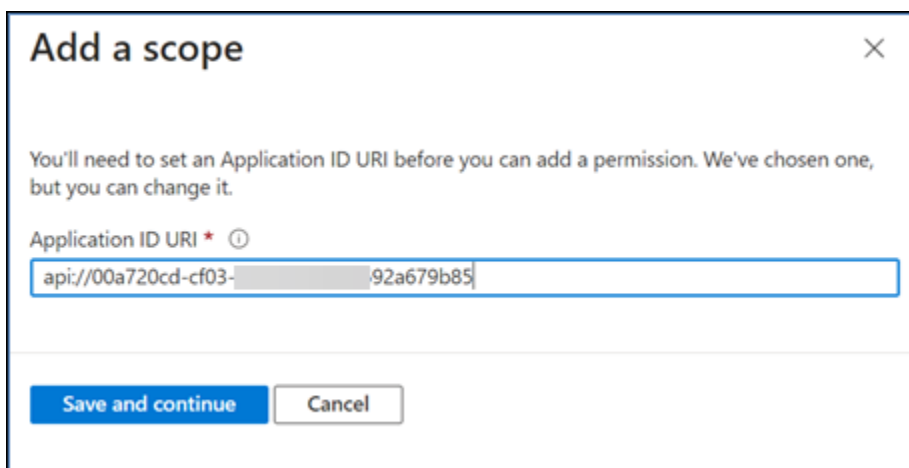 Add a scope
You'll need to set an Application ID URI before you can add a permission. We've chosen one,
but you can change it.
Application ID URI *
api://00a720cd-cf03- 92a679b85
Save and continue
Cancel